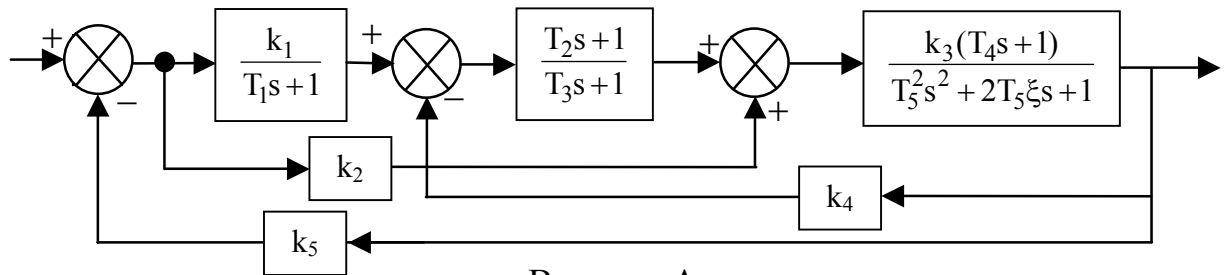 +
k₁
T₁s+1
+
T₂s+1
T₃s+1
+
k₃(T₄s+1)
T₅²s²+2T₅ξs+1
−
−
+
k₂
k₄
k₅